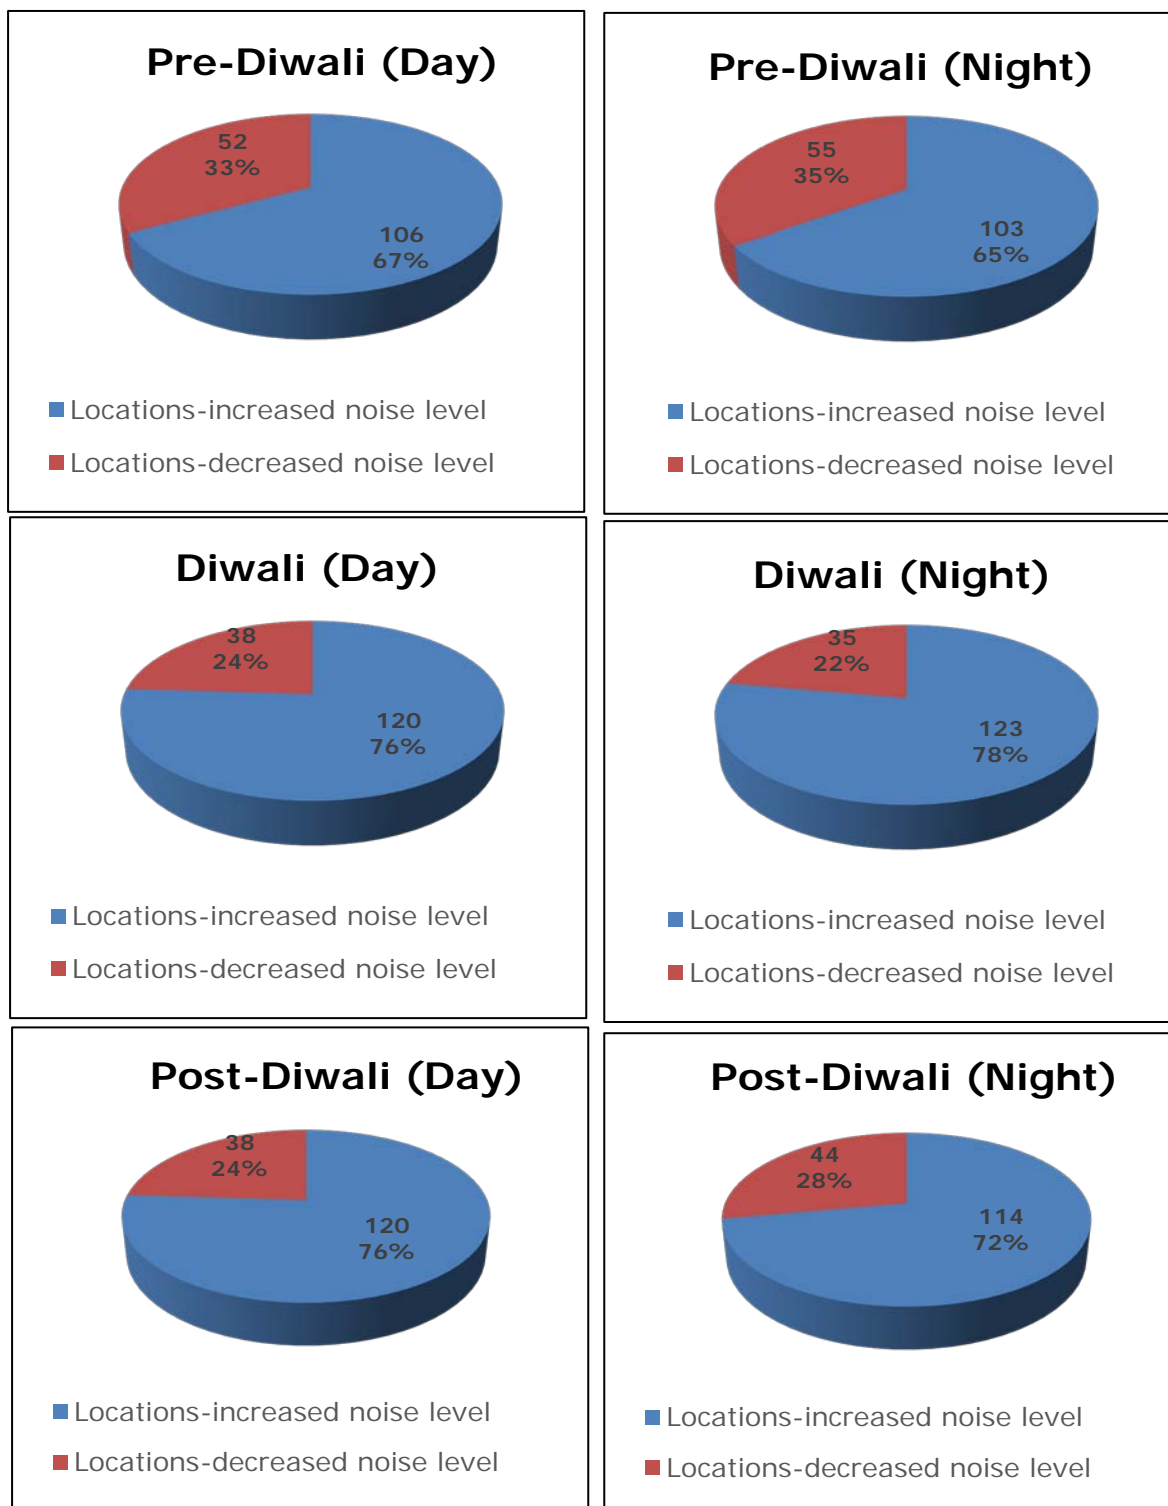 Pre-Diwali (Day)
52
33%
106
67%
Locations-increased noise level
Locations-decreased noise level
Pre-Diwali (Night)
55
35%
103
65%
Locations-increased noise level
Locations-decreased noise level
Diwali (Day)
38
24%
120
76%
Locations-increased noise level
Locations-decreased noise level
Diwali (Night)
35
22%
123
78%
Locations-increased noise level
Locations-decreased noise level
Post-Diwali (Day)
38
24%
120
76%
Locations-increased noise level
Locations-decreased noise level
Post-Diwali (Night)
44
28%
114
72%
Locations-increased noise level
Locations-decreased noise level